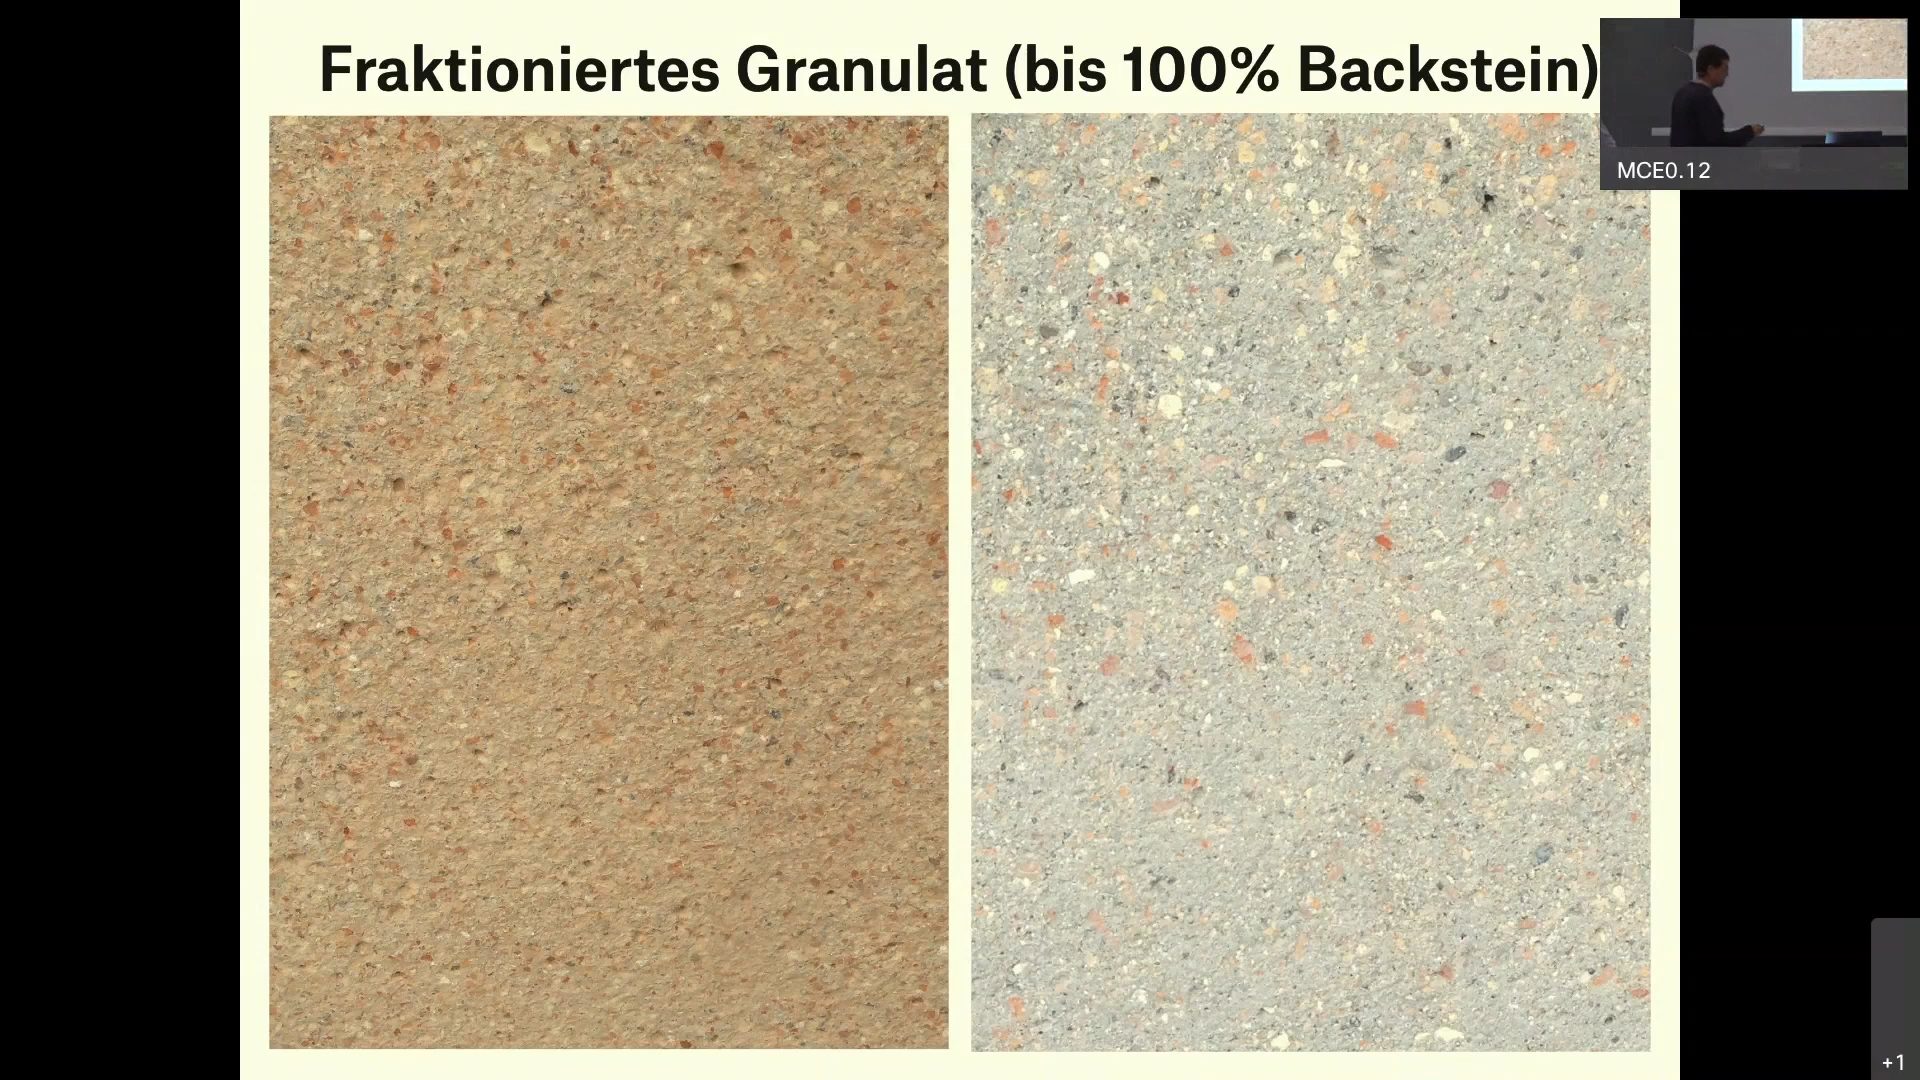 Fraktioniertes Granulat (bis 100% Backstein)
MCE0.12
+1